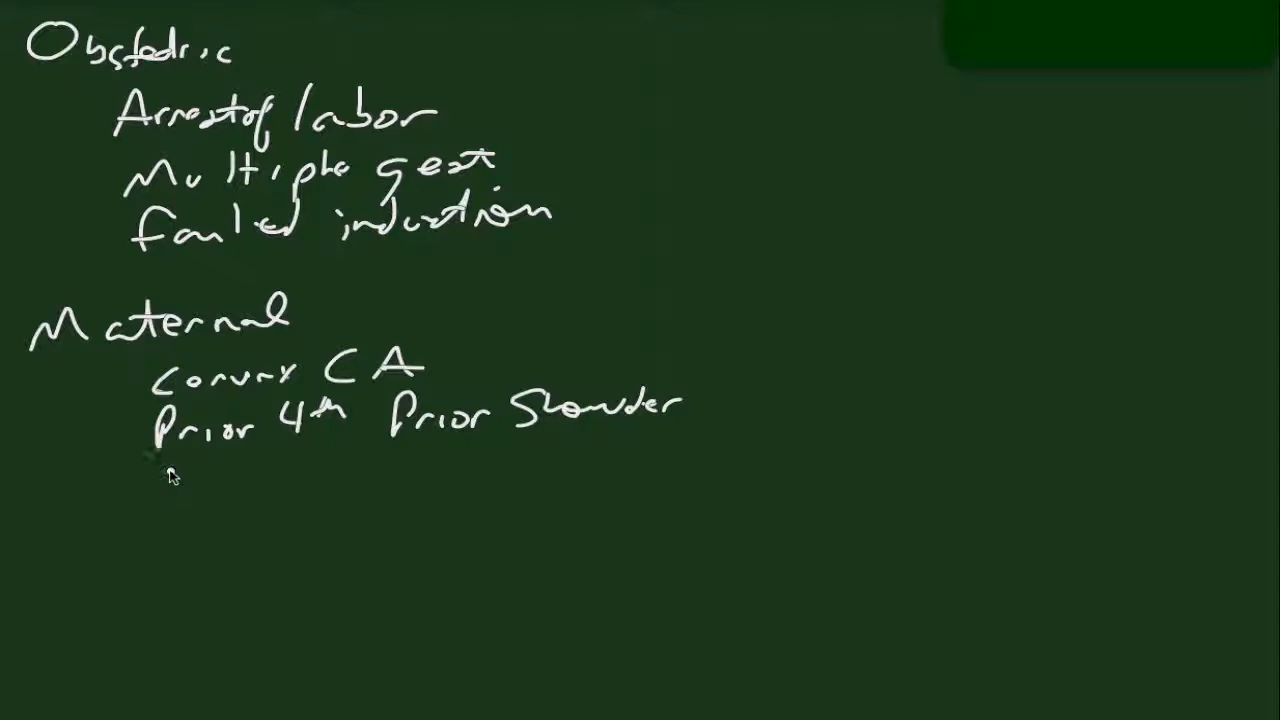 Obstetric
Arrest of labor
Multiple gest
failed induction
Maternal
Cervix CA
Prior 4th Prior Shoulder